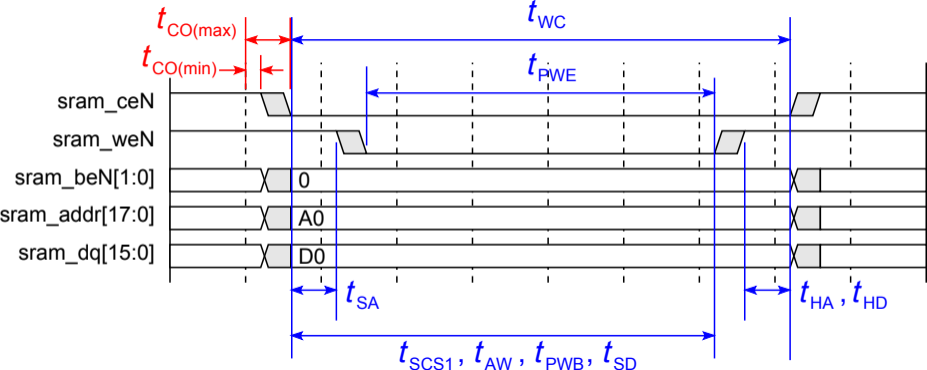 tCO(max)
tWC
tCO(min)
tPWE
sram_ceN
sram_weN
sram_beN[1:0] 0
sram_addr[17:0] A0
sram_dq[15:0] D0
tSA
tHA , tHD
tSCS1 , tAW , tPWB, tSD